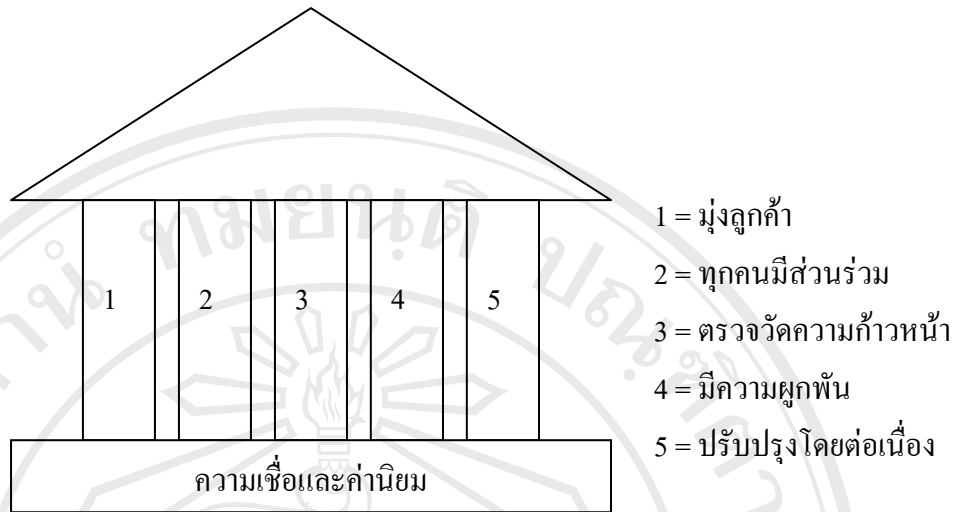 1 2 3 4 5
ความเชื่อและค่านิยม
1 = มุ่งลูกค้า
2 = ทุกคนมีส่วนร่วม
3 = ตรวจวัดความก้าวหน้า
4 = มีความผูกพัน
5 = ปรับปรุงโดยต่อเนื่อง